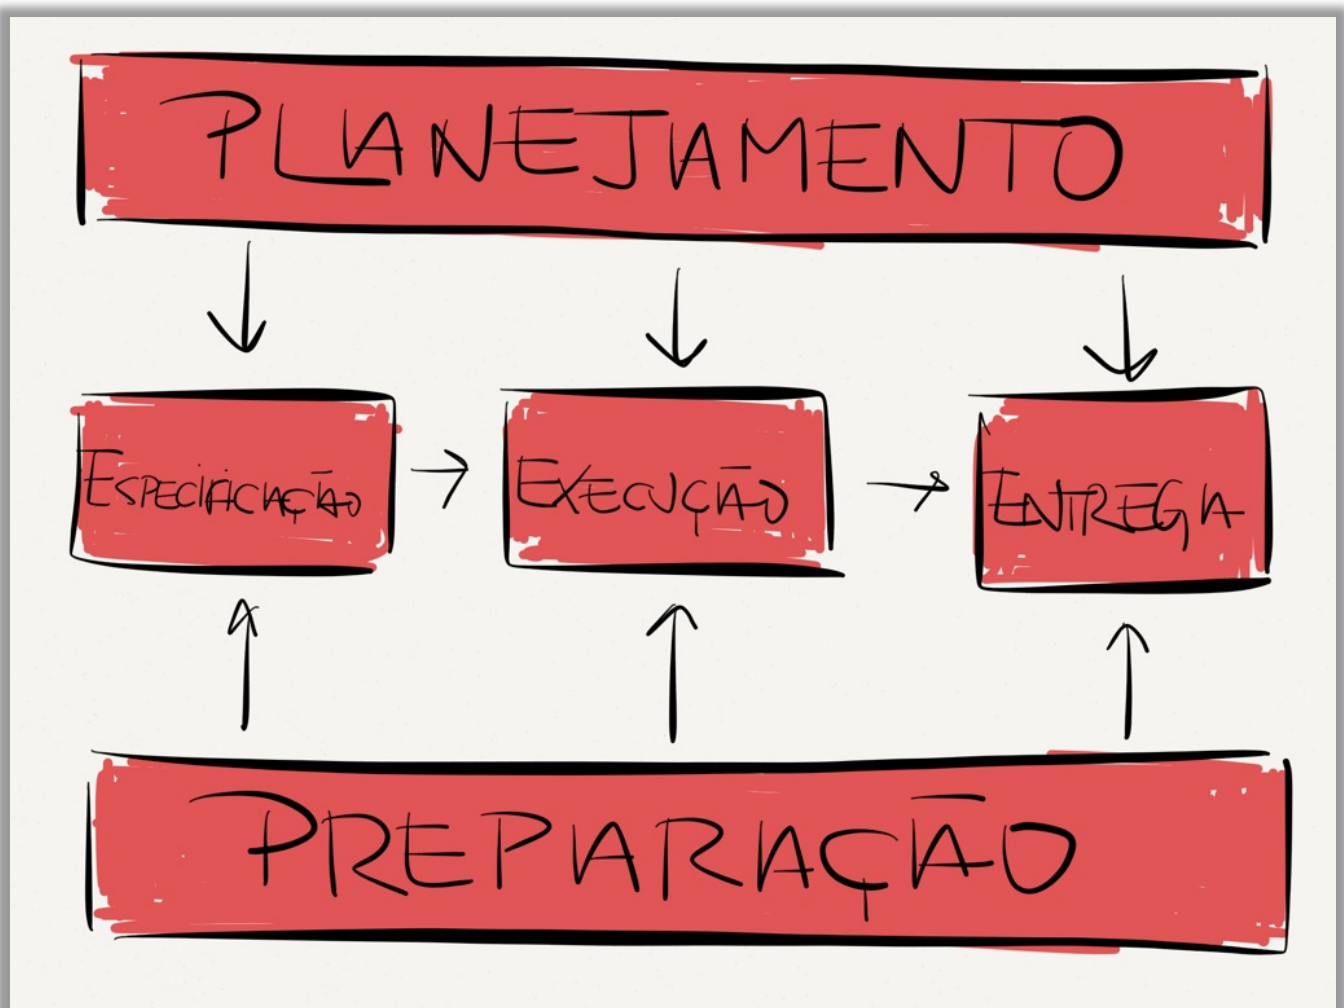 PLANEJAMENTO
ESPECIFICAÇÃO
EXECUÇÃO
ENTREGA
PREPARAÇÃO